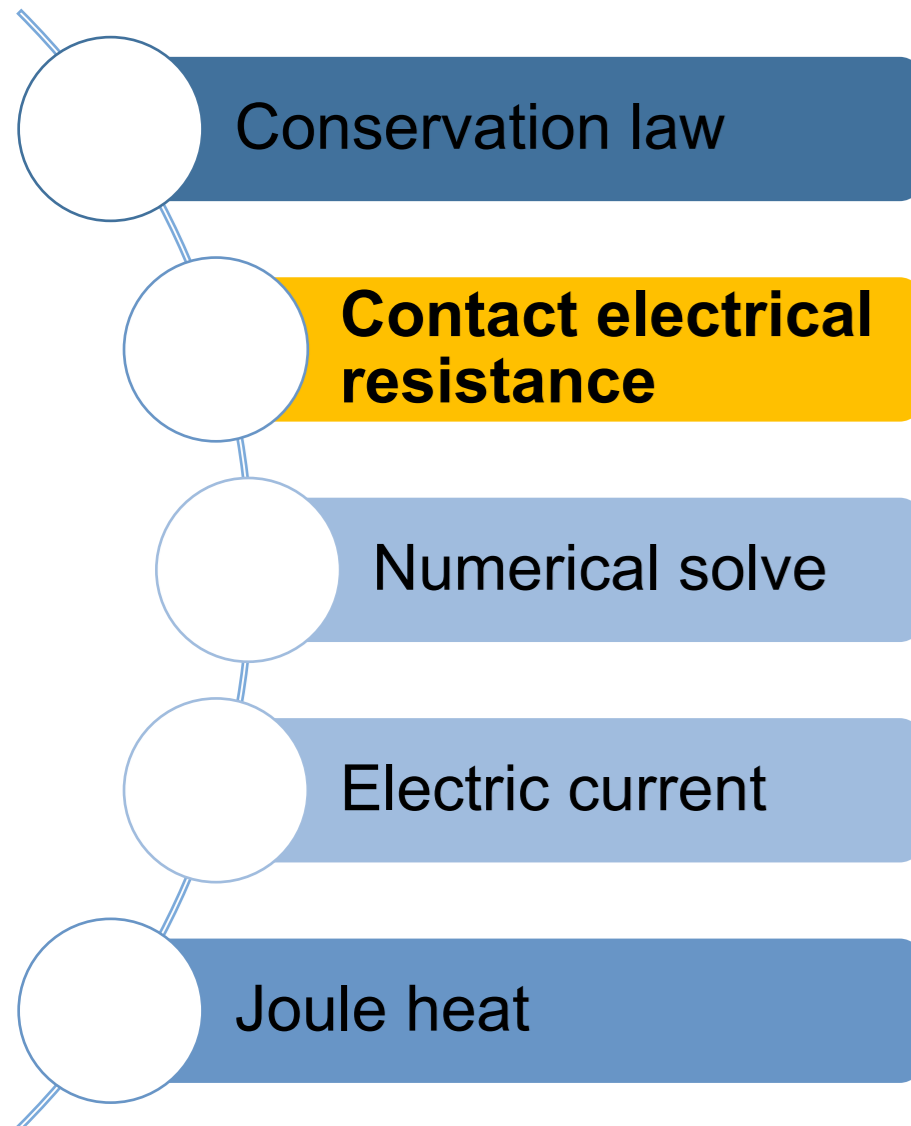 Conservation law
Contact electrical
resistance
Numerical solve
Electric current
Joule heat